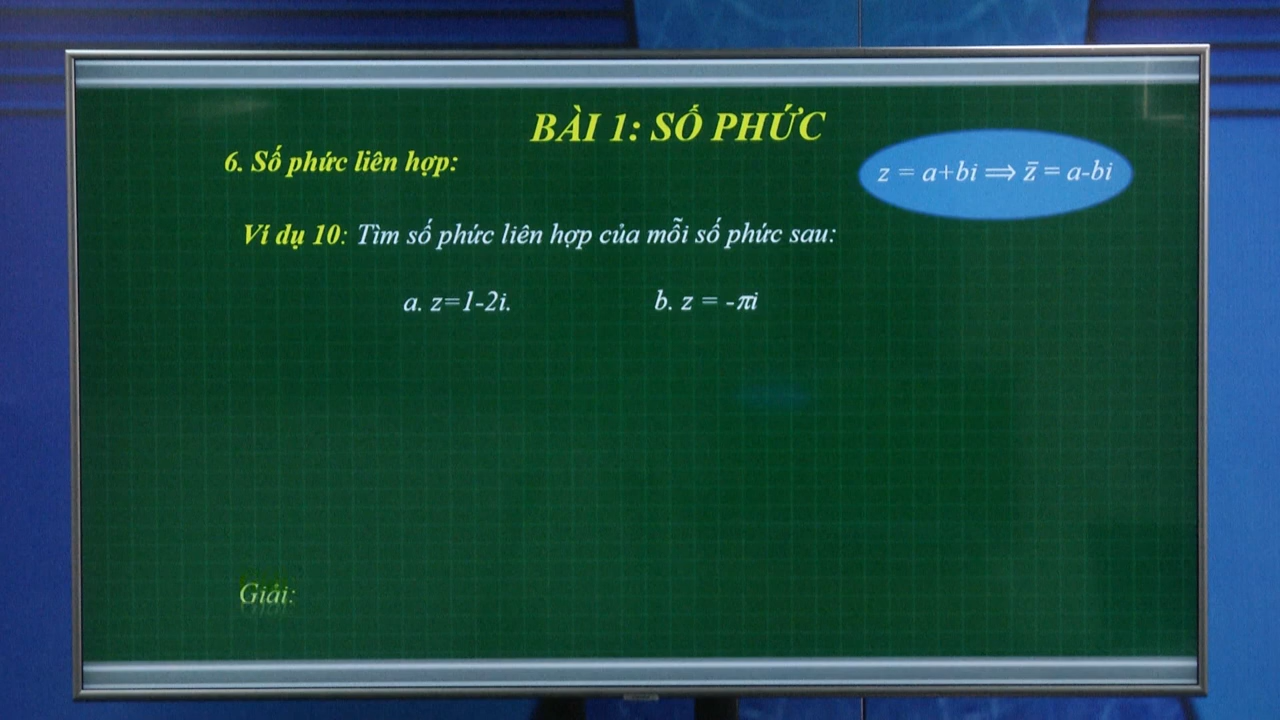 BÀI 1: SỐ PHỨC
6. Số phức liên hợp:
z = a+bi ⟹ z̄ = a-bi
Ví dụ 10: Tìm số phức liên hợp của mỗi số phức sau:
a. z=1-2i. b. z = -πi
Giải: